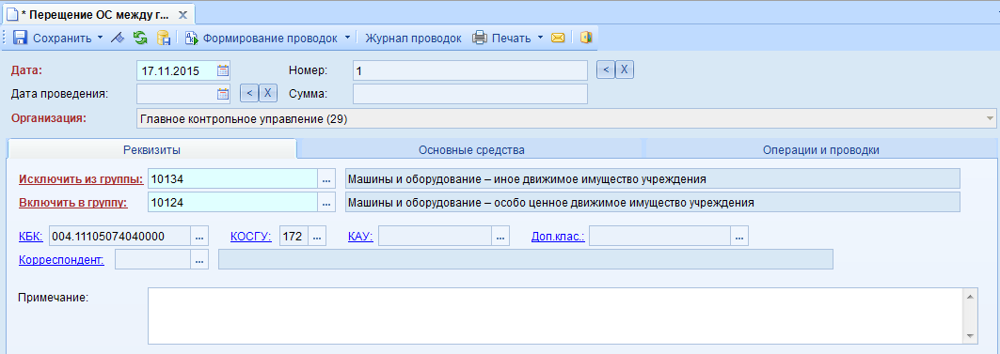 * Перещение ОС между г... X
Сохранить Формирование проводок Журнал проводок Печать
Дата: 17.11.2015 Номер: 1 < X
Дата проведения: < X Сумма:
Организация: Главное контрольное управление (29)
Реквизиты Основные средства Операции и проводки
Исключить из группы: 10134 ... Машины и оборудование – иное движимое имущество учреждения
Включить в группу: 10124 ... Машины и оборудование – особо ценное движимое имущество учреждения
КБК: 004.11105074040000 ... КОСГУ: 172 ... КАУ: ... Доп.клас.: ...
Корреспондент: ...
Примечание: